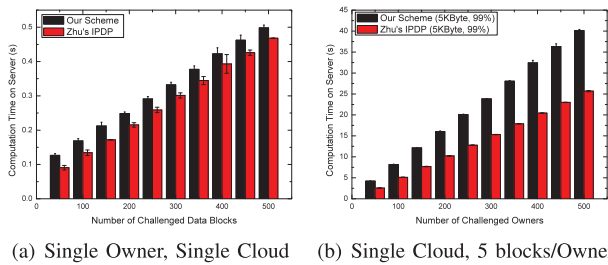 Our Scheme
Zhu's IPDP
Computation Time on Server (s)
0.5
0.4
0.3
0.2
0.1
0.0
0 100 200 300 400 500
Number of Challenged Data Blocks
(a) Single Owner, Single Cloud
Our Scheme (5KByte, 99%)
Zhu's IPDP (5KByte, 99%)
Computation Time on Server (s)
45
40
35
30
25
20
15
10
5
0
0 100 200 300 400 500
Number of Challenged Owners
(b) Single Cloud, 5 blocks/Owne